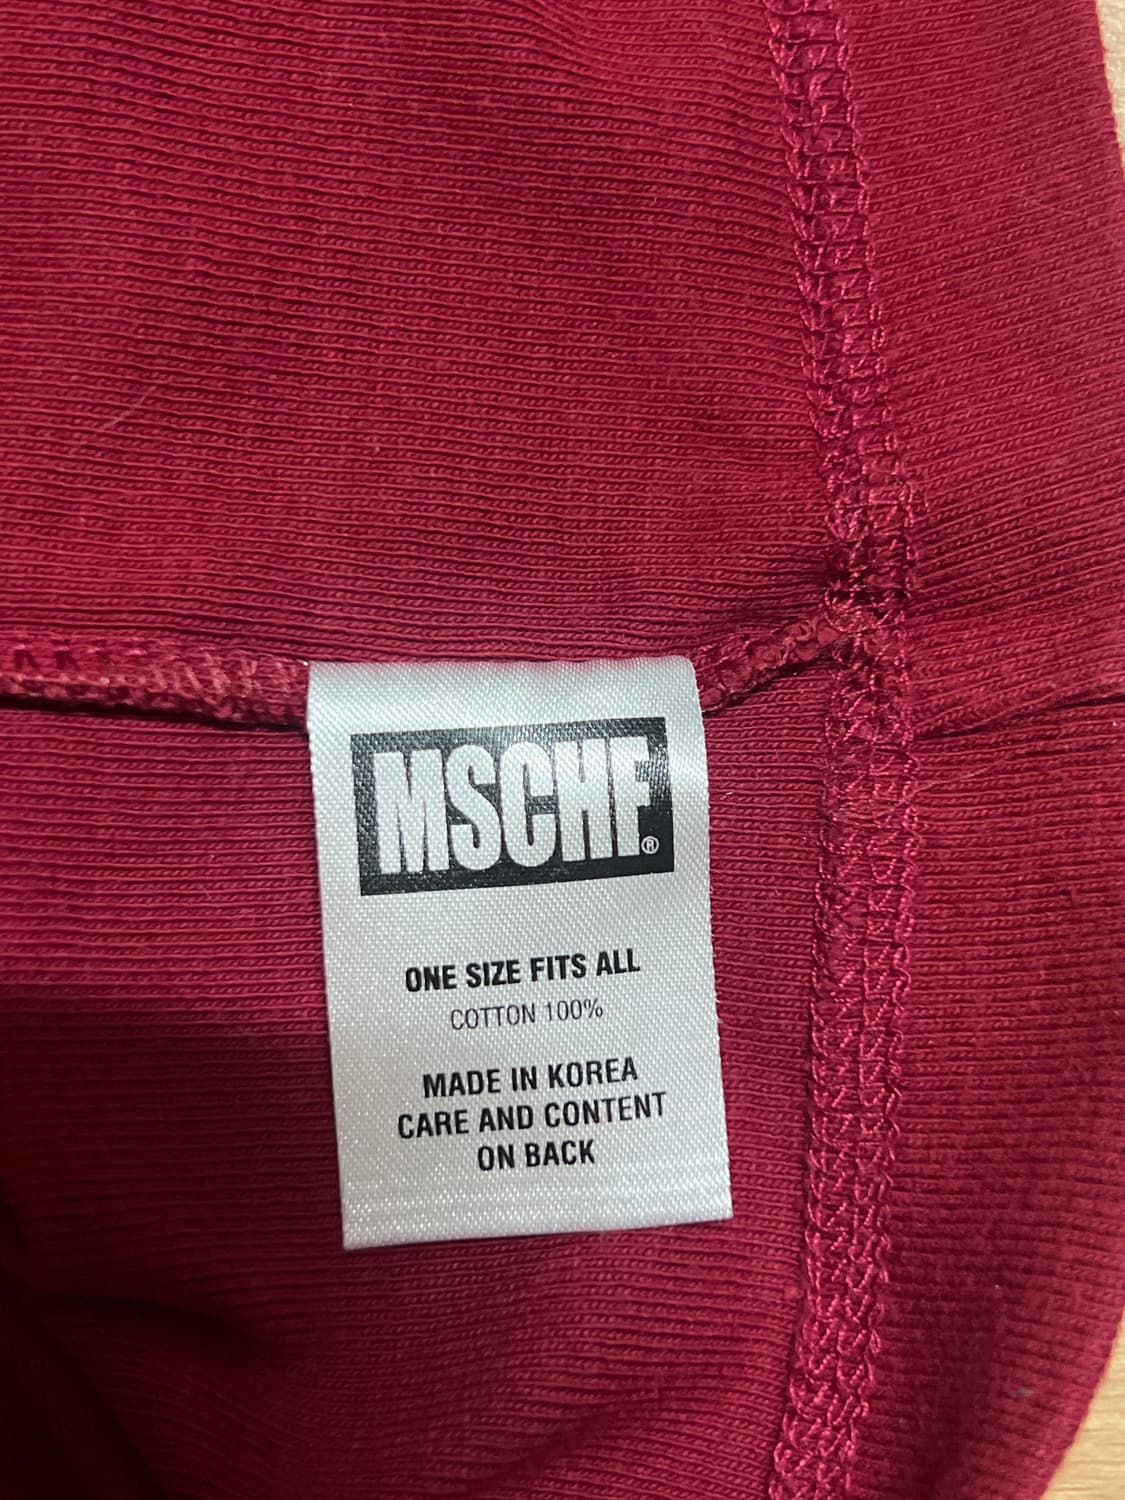 MSCHF®
ONE SIZE FITS ALL
COTTON 100%
MADE IN KOREA
CARE AND CONTENT
ON BACK